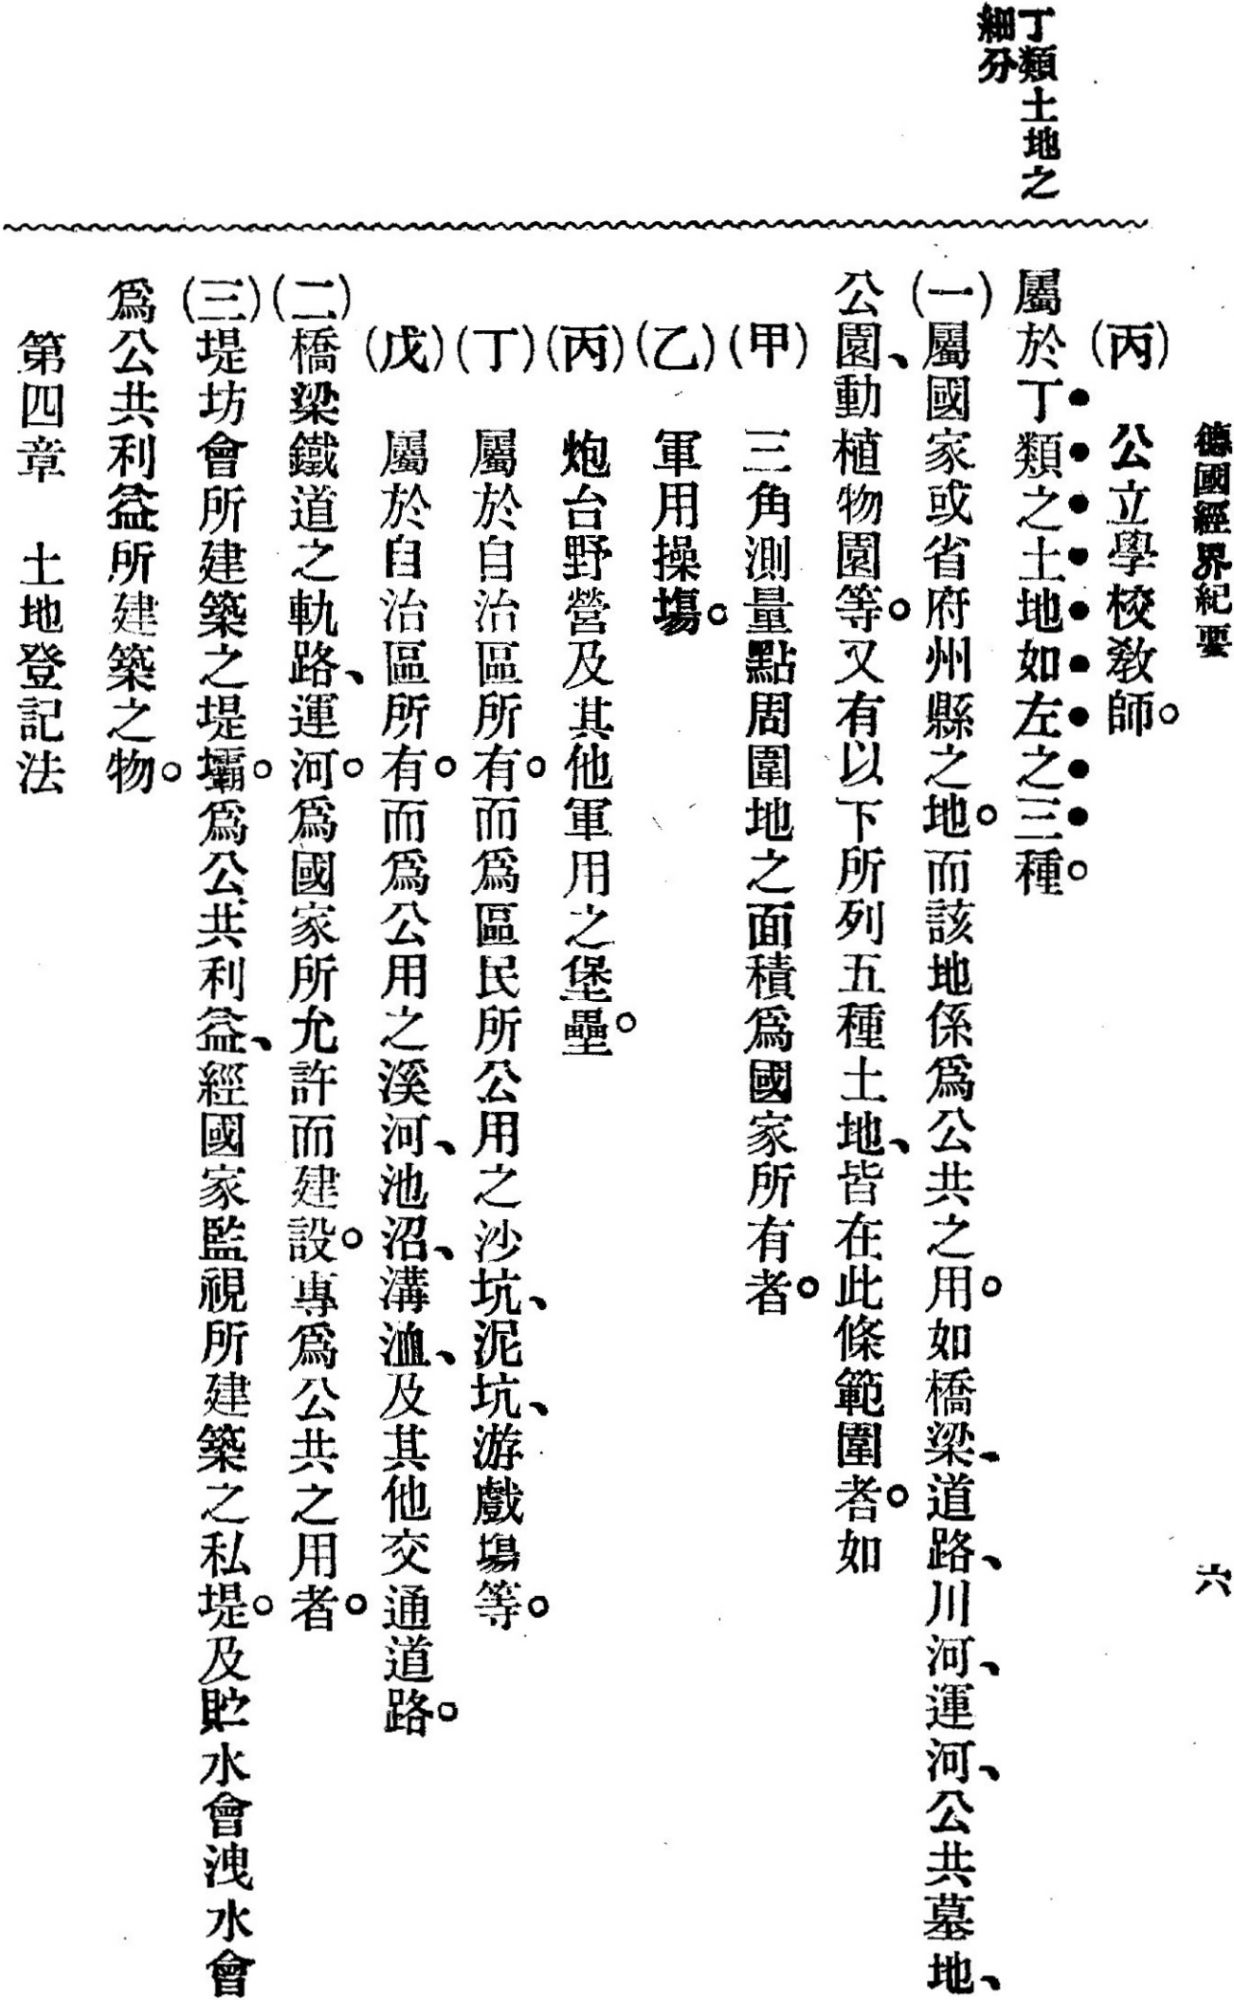 德國經界紀要
六
丁類土地之
細分
(丙)　公立學校敎師。
屬於丁類之土地如左之三種。
(一)屬國家或省府州縣之地。而該地係爲公共之用。如橋梁、道路、川河、運河、公共墓地、
公園、動植物園等。又有以下所列五種土地、皆在此條範圍者。如
(甲)　三角測量點周圍地之面積爲國家所有者。
(乙)　軍用操塲。
(丙)　炮台野營及其他軍用之堡壘。
(丁)　屬於自治區所有。而爲區民所公用之沙坑、泥坑、游戲塲等。
(戊)　屬於自治區所有。而爲公用之溪河、池沼、溝洫、及其他交通道路。
(二)橋梁鐵道之軌路、運河。爲國家所允許而建設。專爲公共之用者。
(三)堤坊會所建築之堤壩。爲公共利益、經國家監視所建築之私堤。及貯水會洩水會
爲公共利益所建築之物。
第四章　土地登記法